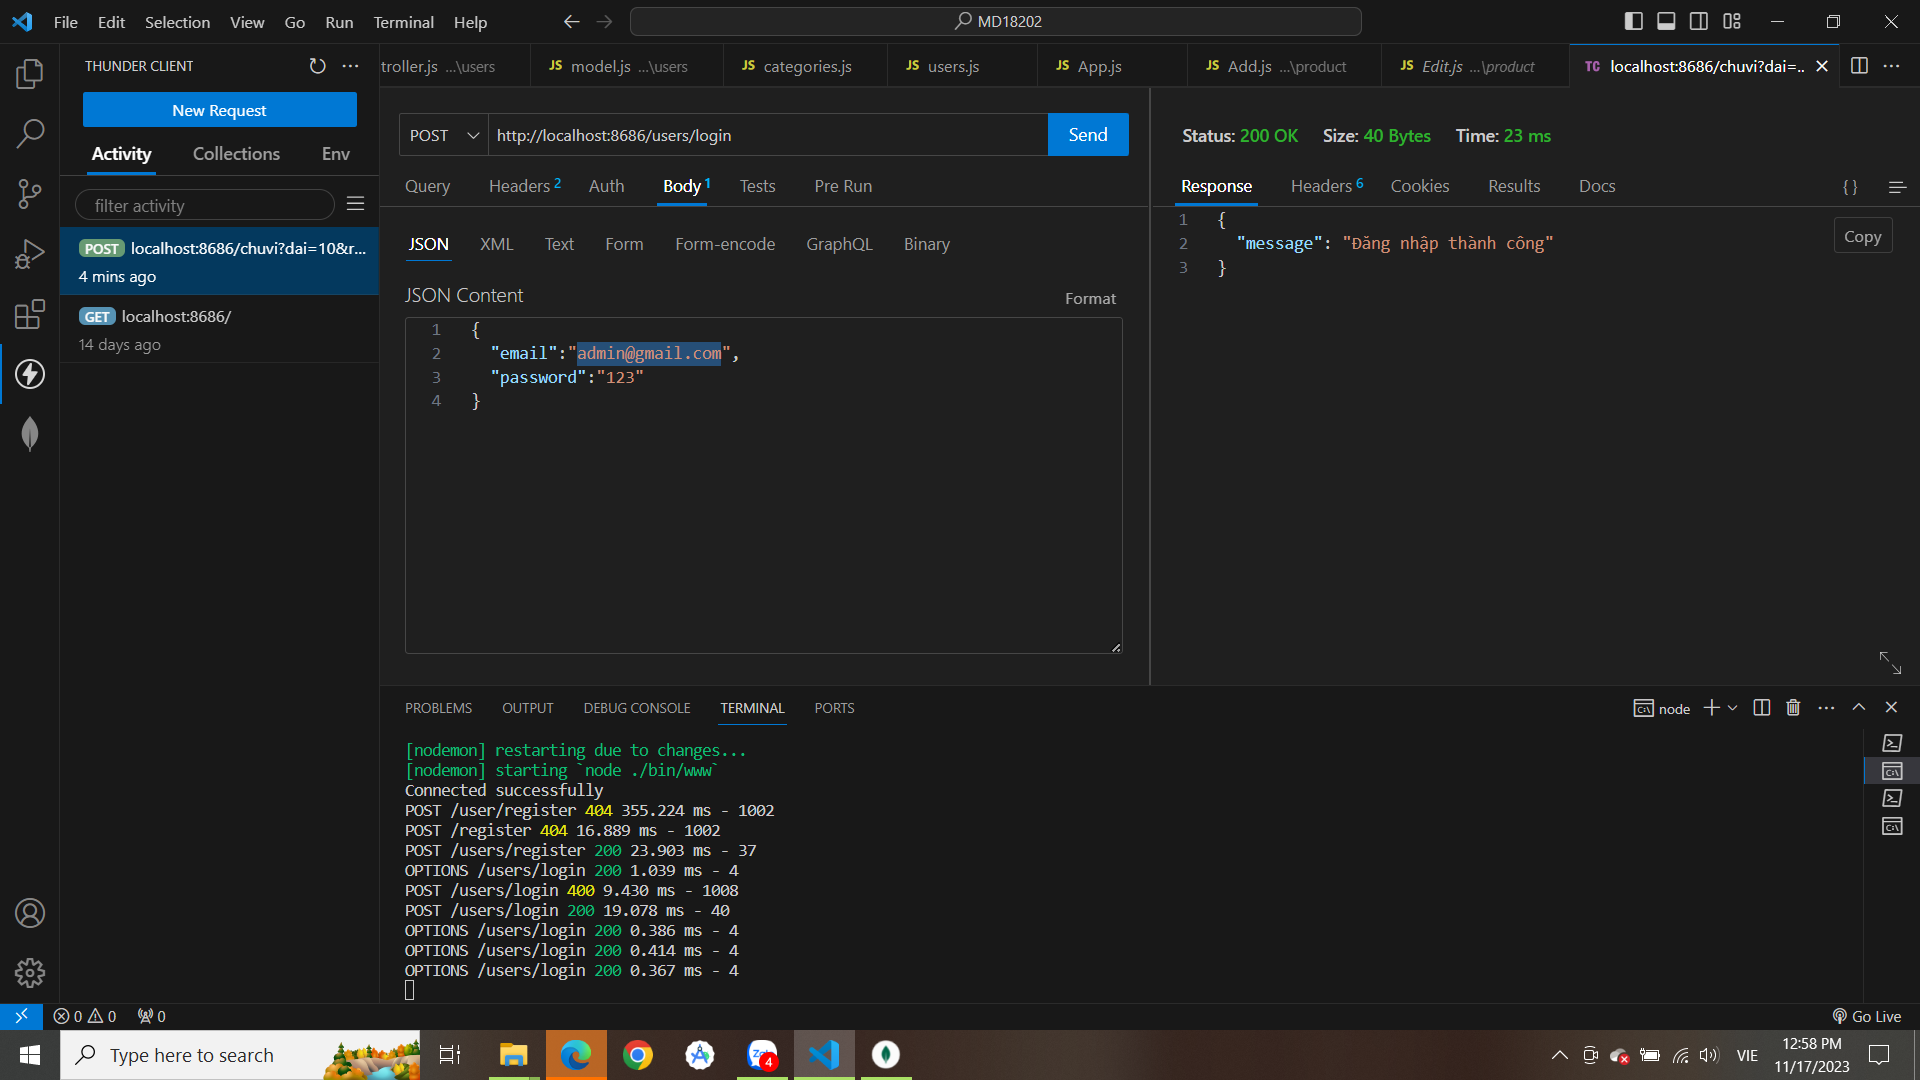 File Edit Selection View Go Run Terminal Help
MD18202
THUNDER CLIENT
New Request
Activity Collections Env
filter activity
POST localhost:8686/chuvi?dai=10&r...
4 mins ago
GET localhost:8686/
14 days ago
troller.js ...\users
JS model.js ...\users
JS categories.js
JS users.js
JS App.js
JS Add.js ...\product
JS Edit.js ...\product
TC localhost:8686/chuvi?dai=..
POST http://localhost:8686/users/login Send
Query Headers 2 Auth Body 1 Tests Pre Run
JSON XML Text Form Form-encode GraphQL Binary
JSON Content
Format
1 {
2 "email":"admin@gmail.com",
3 "password":"123"
4 }
Status: 200 OK Size: 40 Bytes Time: 23 ms
Response Headers 6 Cookies Results Docs { }
1 {
2 "message": "Đăng nhập thành công"
3 }
Copy
PROBLEMS OUTPUT DEBUG CONSOLE TERMINAL PORTS
node
[nodemon] restarting due to changes...
[nodemon] starting `node ./bin/www`
Connected successfully
POST /user/register 404 355.224 ms - 1002
POST /register 404 16.889 ms - 1002
POST /users/register 200 23.903 ms - 37
OPTIONS /users/login 200 1.039 ms - 4
POST /users/login 400 9.430 ms - 1008
POST /users/login 200 19.078 ms - 40
OPTIONS /users/login 200 0.386 ms - 4
OPTIONS /users/login 200 0.414 ms - 4
OPTIONS /users/login 200 0.367 ms - 4
0 0 0
Go Live
Type here to search
4
VIE
12:58 PM
11/17/2023